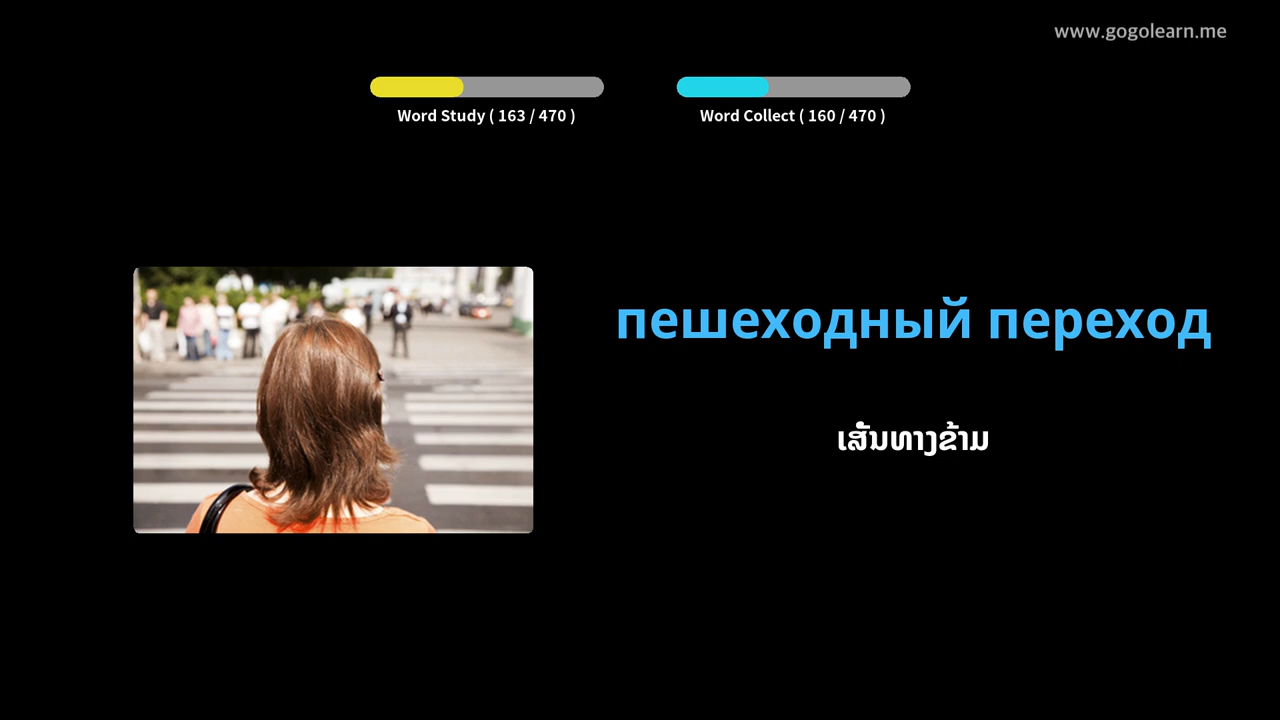 www.gogolearn.me
Word Study ( 163 / 470 )
Word Collect ( 160 / 470 )
пешеходный переход
ເສັ້ນທາງຂ້າມ